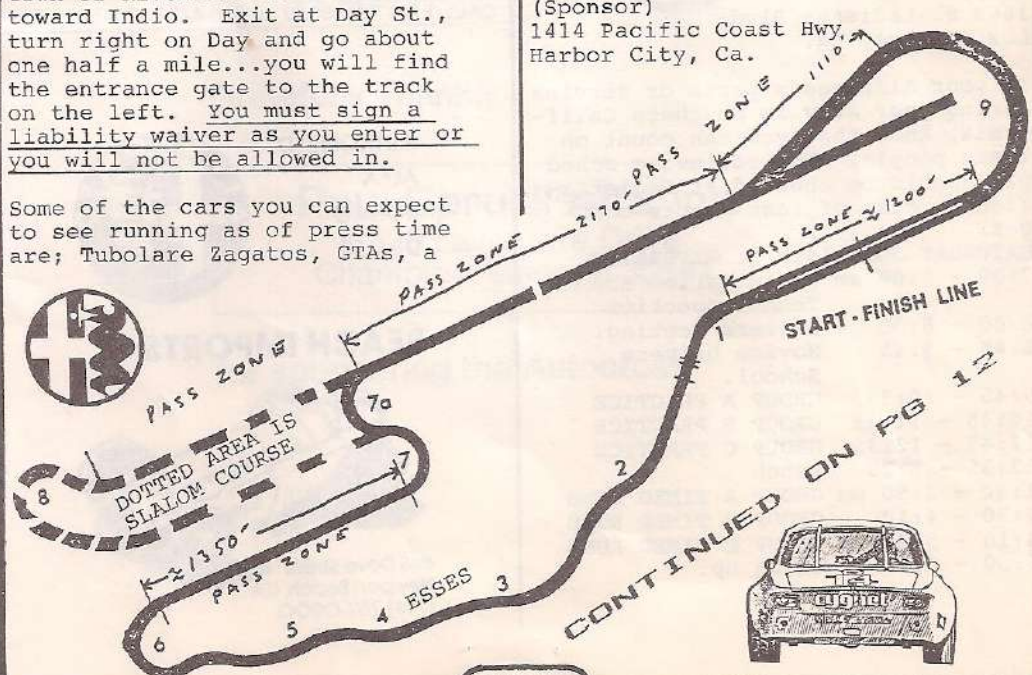 toward Indio. Exit at Day St.,
turn right on Day and go about
one half a mile...you will find
the entrance gate to the track
on the left. You must sign a
liability waiver as you enter or
you will not be allowed in.
Some of the cars you can expect
to see running as of press time
are; Tubolare Zagatos, GTAs, a
(Sponsor)
1414 Pacific Coast Hwy,
Harbor City, Ca.
PASS ZONE 1110'
9
PASS ZONE 2170'
PASS ZONE ≈1200'
START-FINISH LINE
1
2
3
4
ESSES
5
6
PASS ZONE
≈1350'
7
7a
8
DOTTED AREA IS
SLALOM COURSE
PASS ZONE
CONTINUED ON PG 12
cygnet